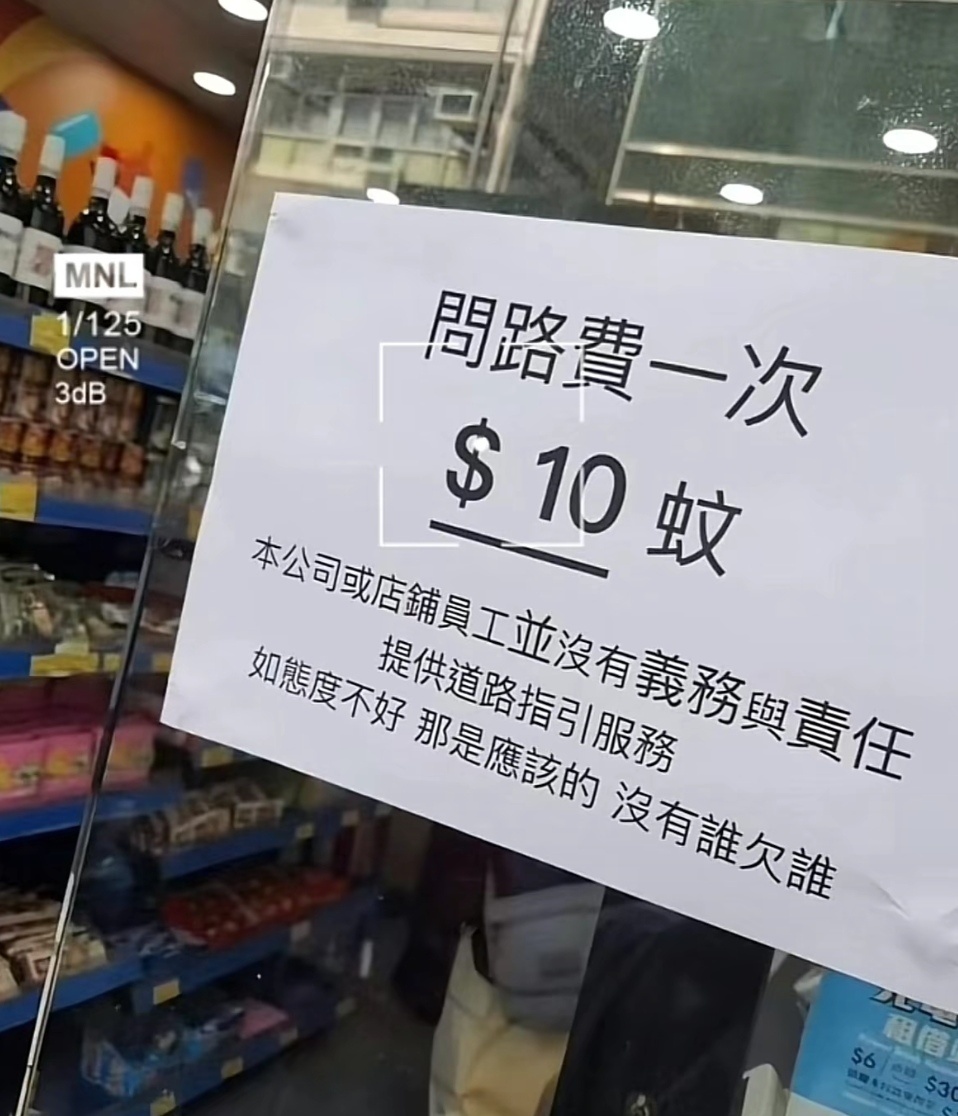 MNL
1/125
OPEN
3dB
問路費一次
$ 10 蚊
本公司或店鋪員工並沒有義務與責任
提供道路指引服務
如態度不好 那是應該的 沒有誰欠誰
租借
$6
$30